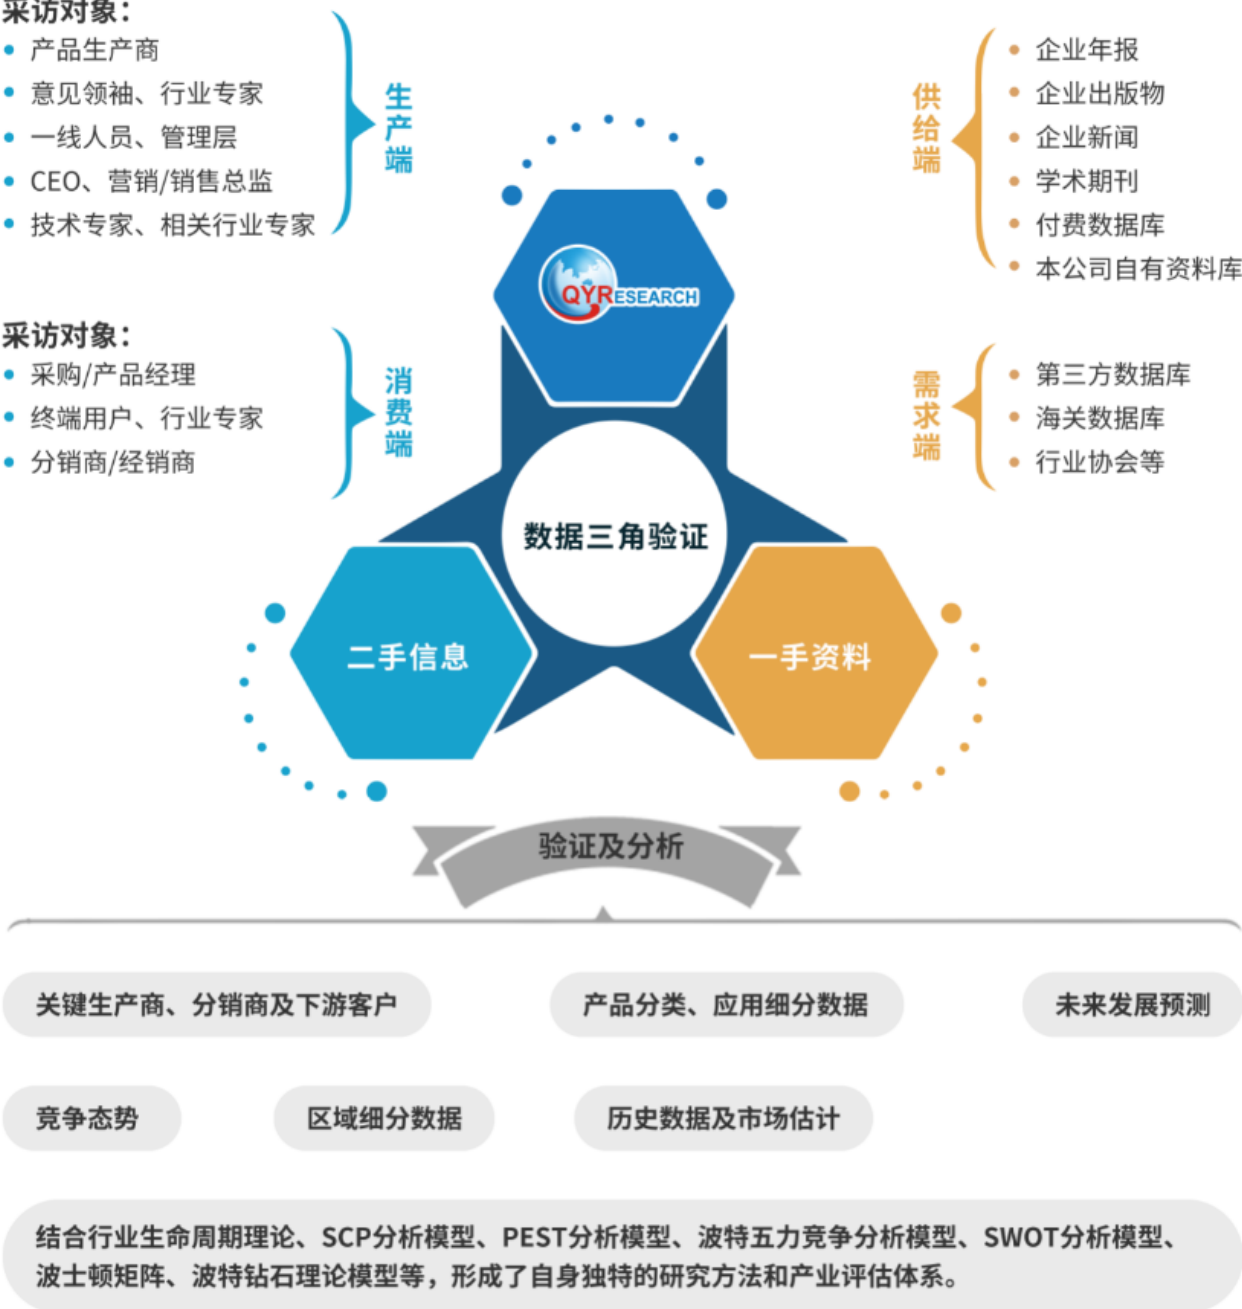 采访对象：
产品生产商
意见领袖、行业专家
一线人员、管理层
CEO、营销/销售总监
技术专家、相关行业专家
生产端
供给端
企业年报
企业出版物
企业新闻
学术期刊
付费数据库
本公司自有资料库
采访对象：
采购/产品经理
终端用户、行业专家
分销商/经销商
消费端
需求端
第三方数据库
海关数据库
行业协会等
QYRESEARCH
数据三角验证
二手信息
一手资料
验证及分析
关键生产商、分销商及下游客户
产品分类、应用细分数据
未来发展预测
竞争态势
区域细分数据
历史数据及市场估计
结合行业生命周期理论、SCP分析模型、PEST分析模型、波特五力竞争分析模型、SWOT分析模型、
波士顿矩阵、波特钻石理论模型等，形成了自身独特的研究方法和产业评估体系。